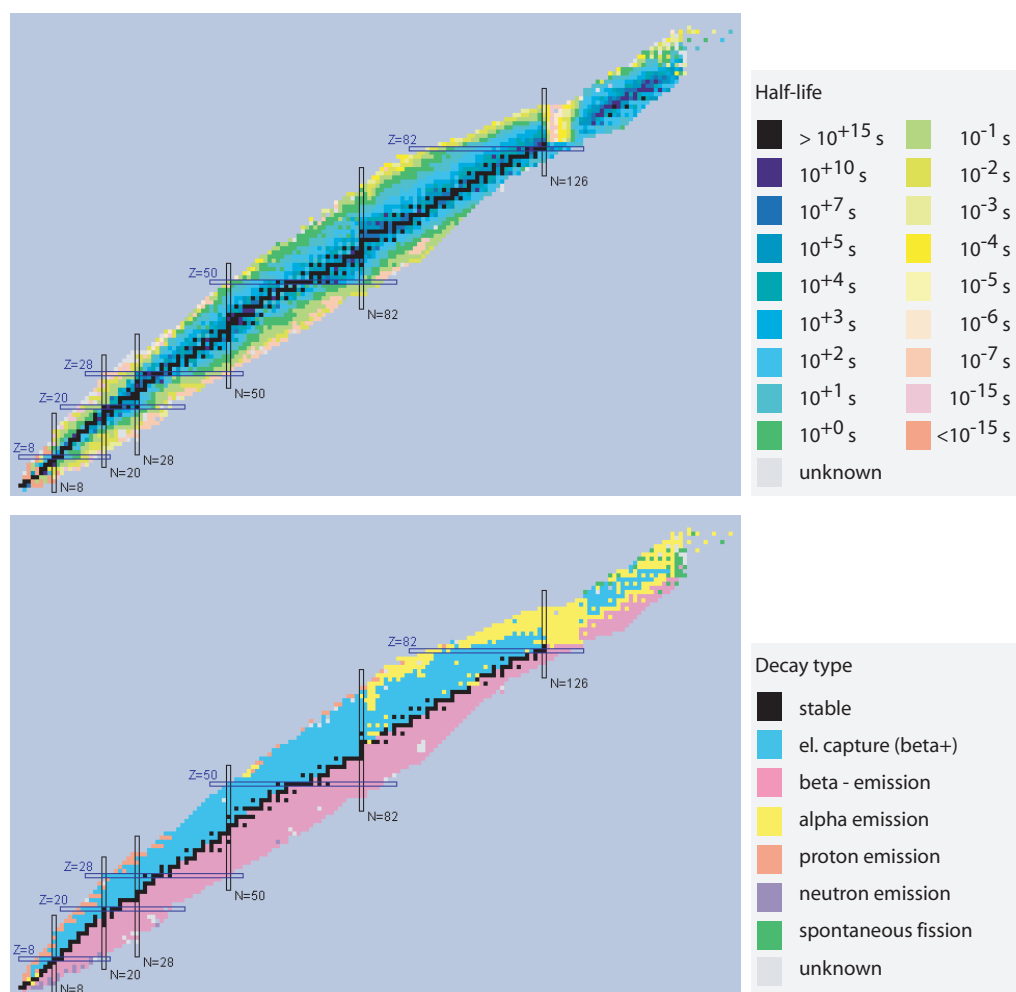 Z=82
N=126
Z=50
N=82
Z=28
N=50
Z=20
N=28
Z=8
N=20
N=8
Half-life
> 10+15 s
10-1 s
10+10 s
10-2 s
10+7 s
10-3 s
10+5 s
10-4 s
10+4 s
10-5 s
10+3 s
10-6 s
10+2 s
10-7 s
10+1 s
10-15 s
10+0 s
<10-15 s
unknown
Z=82
N=126
Z=50
N=82
Z=28
N=50
Z=20
N=28
Z=8
N=20
N=8
Decay type
stable
el. capture (beta+)
beta - emission
alpha emission
proton emission
neutron emission
spontaneous fission
unknown